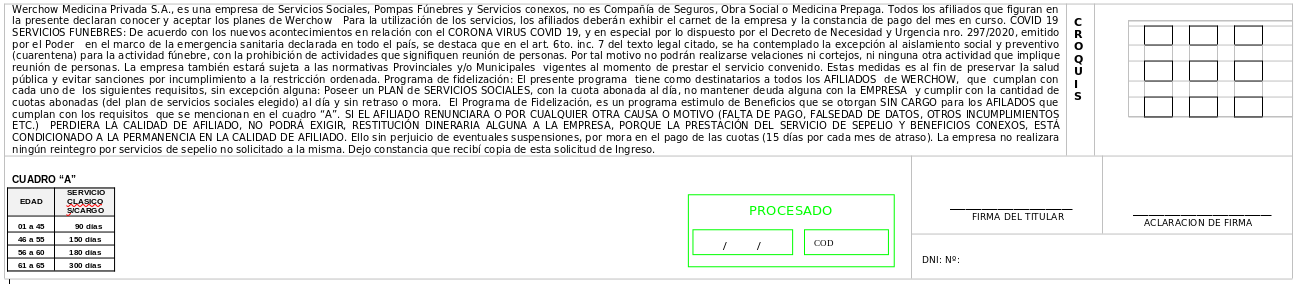 Werchow Medicina Privada S.A., es una empresa de Servicios Sociales, Pompas Fúnebres y Servicios conexos, no es Compañía de Seguros, Obra Social o Medicina Prepaga. Todos los afiliados que figuran en
la presente declaran conocer y aceptar los planes de Werchow   Para la utilización de los servicios, los afiliados deberán exhibir el carnet de la empresa y la constancia de pago del mes en curso. COVID 19
SERVICIOS FUNEBRES: De acuerdo con los nuevos acontecimientos en relación con el CORONA VIRUS COVID 19, y en especial por lo dispuesto por el Decreto de Necesidad y Urgencia nro. 297/2020, emitido
por el Poder   en el marco de la emergencia sanitaria declarada en todo el país, se destaca que en el art. 6to. inc. 7 del texto legal citado, se ha contemplado la excepción al aislamiento social y preventivo
(cuarentena) para la actividad fúnebre, con la prohibición de actividades que signifiquen reunión de personas. Por tal motivo no podrán realizarse velaciones ni cortejos, ni ninguna otra actividad que implique
reunión de personas. La empresa también estará sujeta a las normativas Provinciales y/o Municipales  vigentes al momento de prestar el servicio convenido. Estas medidas es al fin de preservar la salud
pública y evitar sanciones por incumplimiento a la restricción ordenada. Programa de fidelización: El presente programa  tiene como destinatarios a todos los AFILIADOS  de WERCHOW,  que  cumplan con
cada uno de  los siguientes requisitos, sin excepción alguna: Poseer un PLAN de SERVICIOS SOCIALES, con la cuota abonada al día, no mantener deuda alguna con la EMPRESA  y cumplir con la cantidad de
cuotas abonadas (del plan de servicios sociales elegido) al día y sin retraso o mora.  El Programa de Fidelización, es un programa estimulo de Beneficios que se otorgan SIN CARGO para los AFILADOS que
cumplan con los requisitos  que se mencionan en el cuadro “A”. SI EL AFILIADO RENUNCIARA O POR CUALQUIER OTRA CAUSA O MOTIVO (FALTA DE PAGO, FALSEDAD DE DATOS, OTROS INCUMPLIMIENTOS
ETC.)  PERDIERA LA CALIDAD DE AFILIADO, NO PODRÁ EXIGIR, RESTITUCIÓN DINERARIA ALGUNA A LA EMPRESA, PORQUE LA PRESTACIÓN DEL SERVICIO DE SEPELIO Y BENEFICIOS CONEXOS, ESTÁ
CONDICIONADO A LA PERMANENCIA EN LA CALIDAD DE AFILIADO. Ello sin perjuicio de eventuales suspensiones, por mora en el pago de las cuotas (15 días por cada mes de atraso). La empresa no realizara
ningún reintegro por servicios de sepelio no solicitado a la misma. Dejo constancia que recibí copia de esta solicitud de Ingreso.
C
R
O
Q
U
I
S
CUADRO “A”
EDAD SERVICIO CLASICO S/CARGO
01 a 45 90 días
46 a 55 150 días
56 a 60 180 días
61 a 65 300 días
PROCESADO
/ / COD
FIRMA DEL TITULAR
ACLARACION DE FIRMA
DNI: Nº: